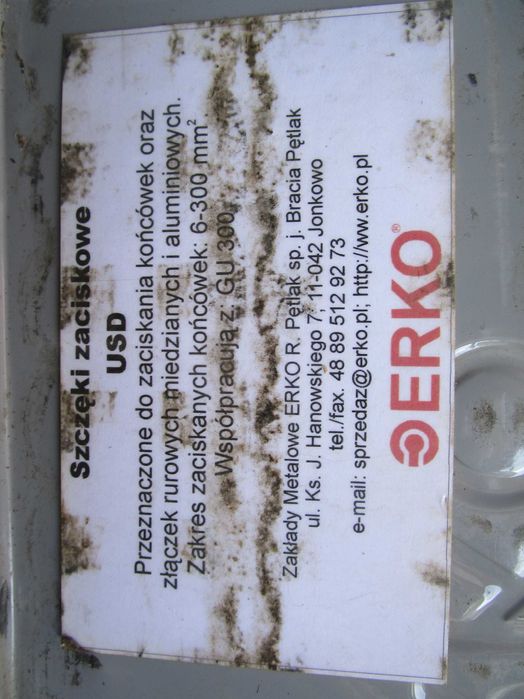 Szczęki zaciskowe
USD
Przeznaczone do zaciskania końcówek oraz
złączek rurowych miedzianych i aluminiowych.
Zakres zaciskanych końcówek: 6-300 mm²
Współpracują z: GU 300
Zakłady Metalowe ERKO R. Pętlak sp. j. Bracia Pętlak
ul. Ks. J. Hanowskiego 7 11-042 Jonkowo
tel./fax. 48 89 512 92 73
e-mail: sprzedaz@erko.pl; http://ww.erko.pl
ERKO®